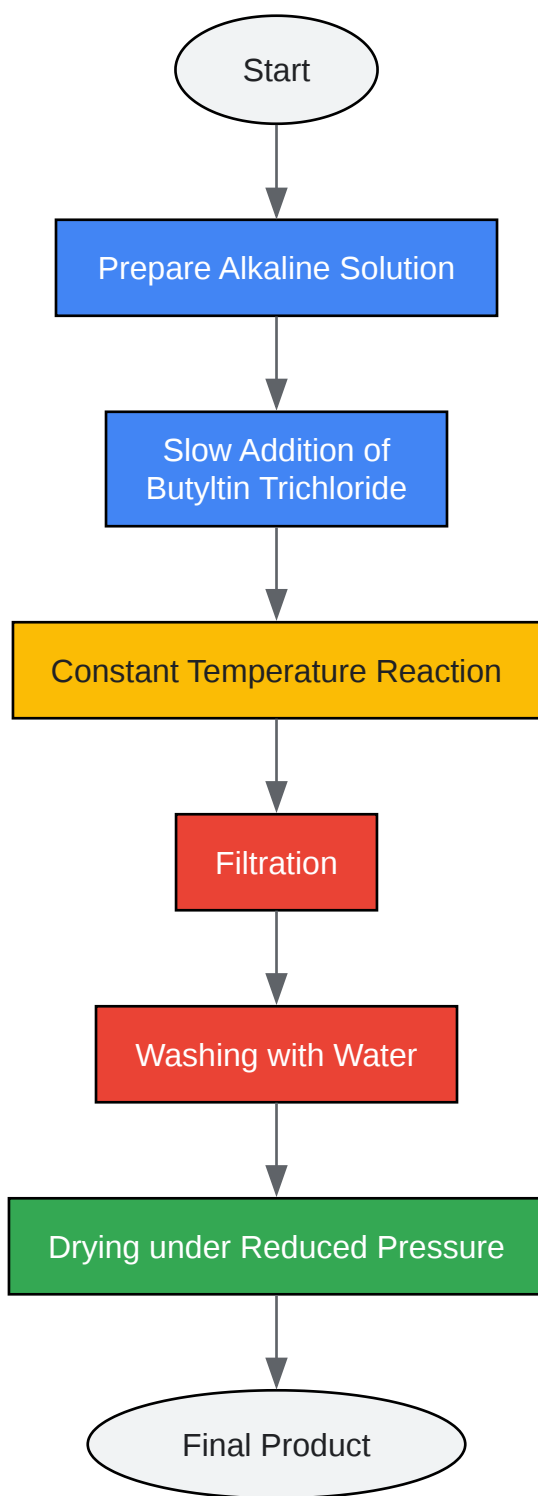 Start
Prepare Alkaline Solution
Slow Addition of
Butyltin Trichloride
Constant Temperature Reaction
Filtration
Washing with Water
Drying under Reduced Pressure
Final Product